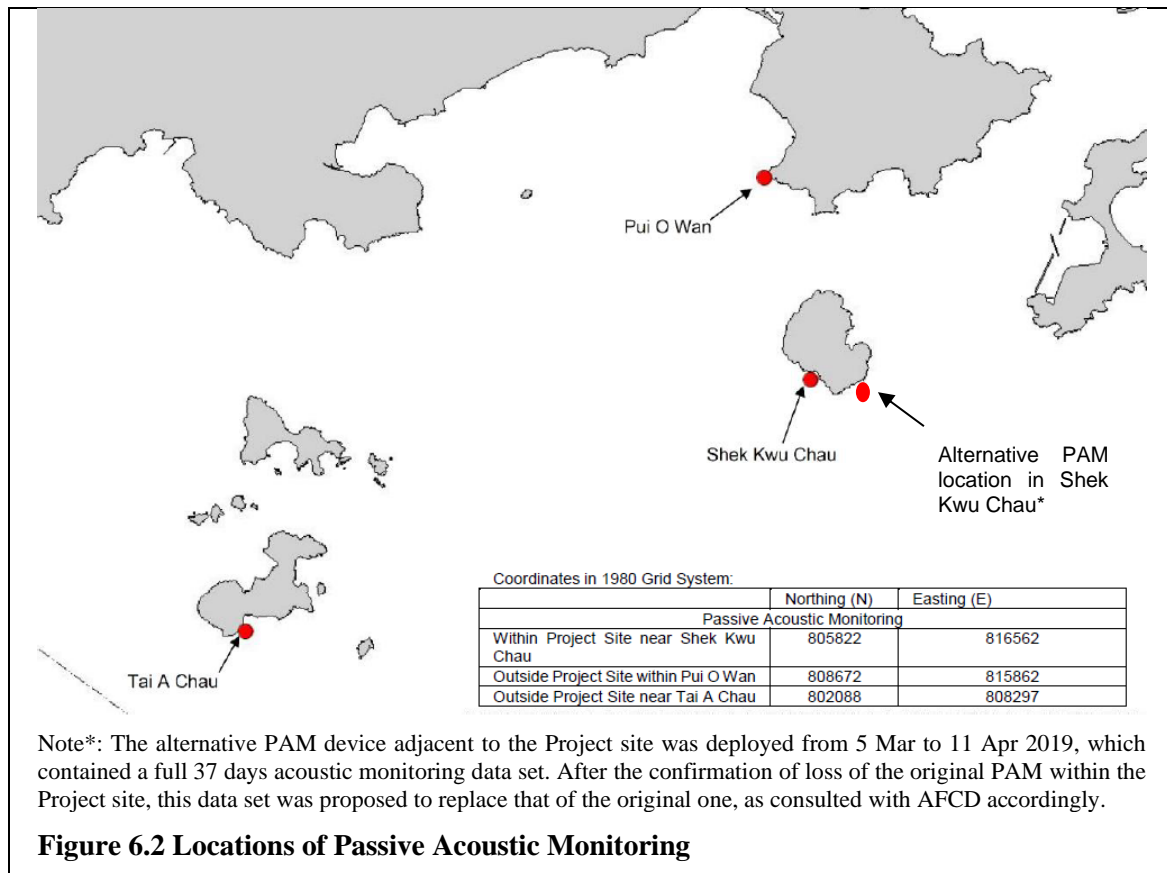 Pui O Wan
Shek Kwu Chau
Alternative PAM
location in Shek
Kwu Chau*
Tai A Chau
Coordinates in 1980 Grid System:
Northing (N) Easting (E)
Passive Acoustic Monitoring
Within Project Site near Shek Kwu
Chau 805822 816562
Outside Project Site within Pui O Wan 808672 815862
Outside Project Site near Tai A Chau 802088 808297
Note*: The alternative PAM device adjacent to the Project site was deployed from 5 Mar to 11 Apr 2019, which
contained a full 37 days acoustic monitoring data set. After the confirmation of loss of the original PAM within the
Project site, this data set was proposed to replace that of the original one, as consulted with AFCD accordingly.
Figure 6.2 Locations of Passive Acoustic Monitoring